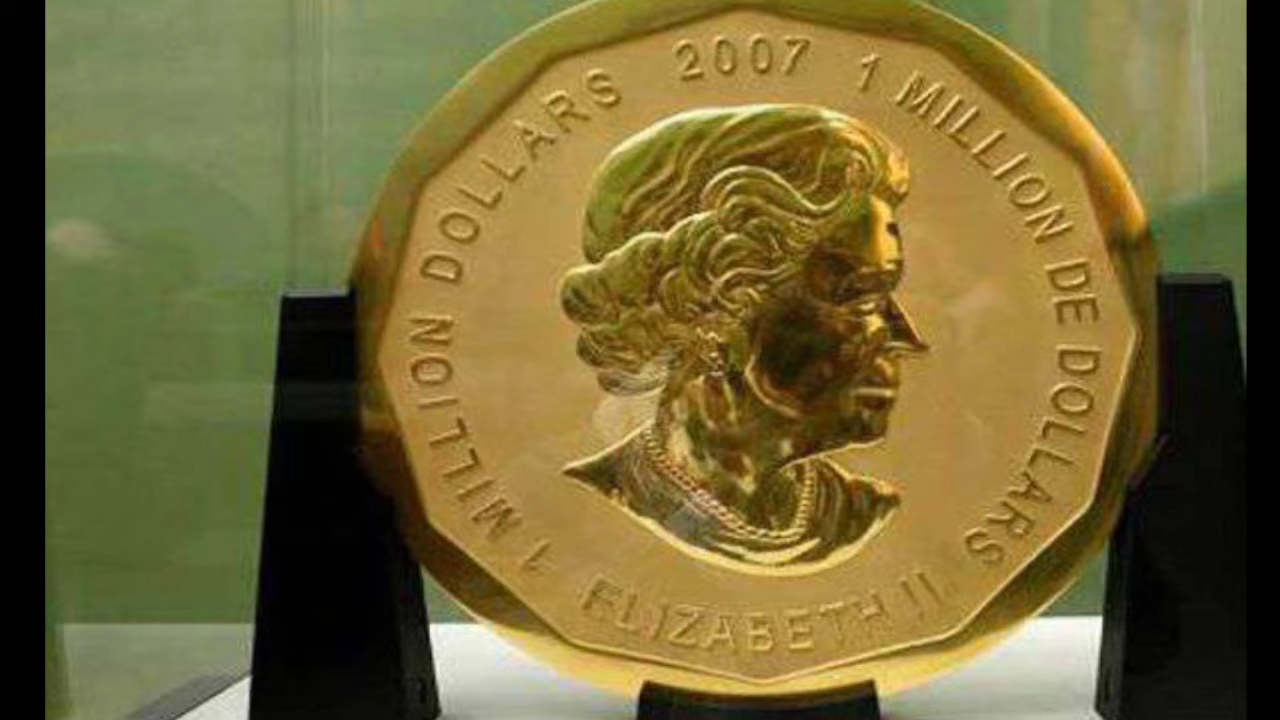 1 MILLION DOLLARS
2007
1 MILLION DE DOLLARS
ELIZABETH II